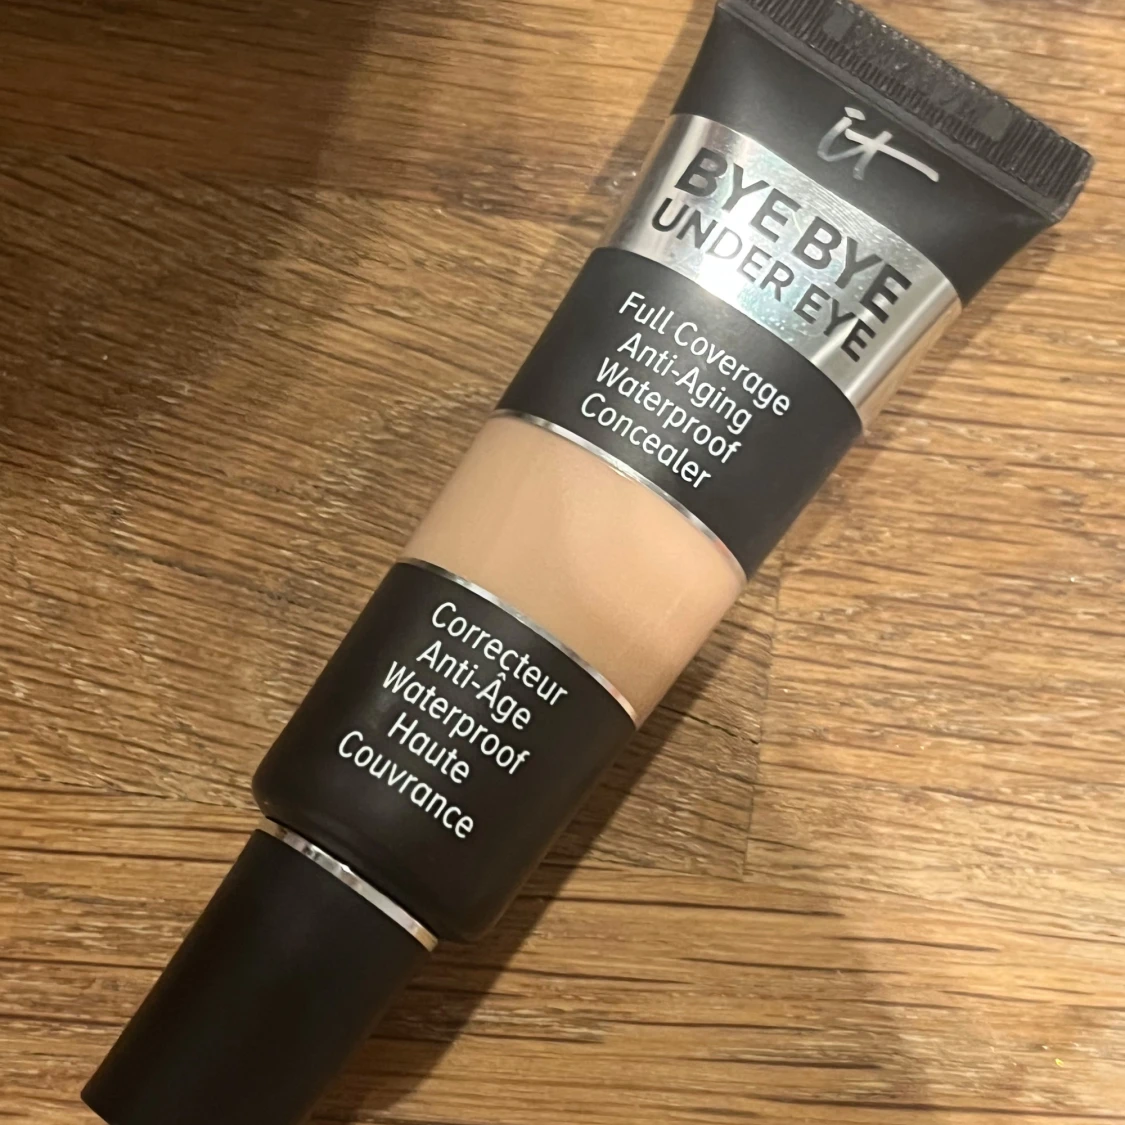 it
BYE BYE
UNDER EYE
Full Coverage
Anti-Aging
Waterproof
Concealer
Correcteur
Anti-Âge
Waterproof
Haute
Couvrance